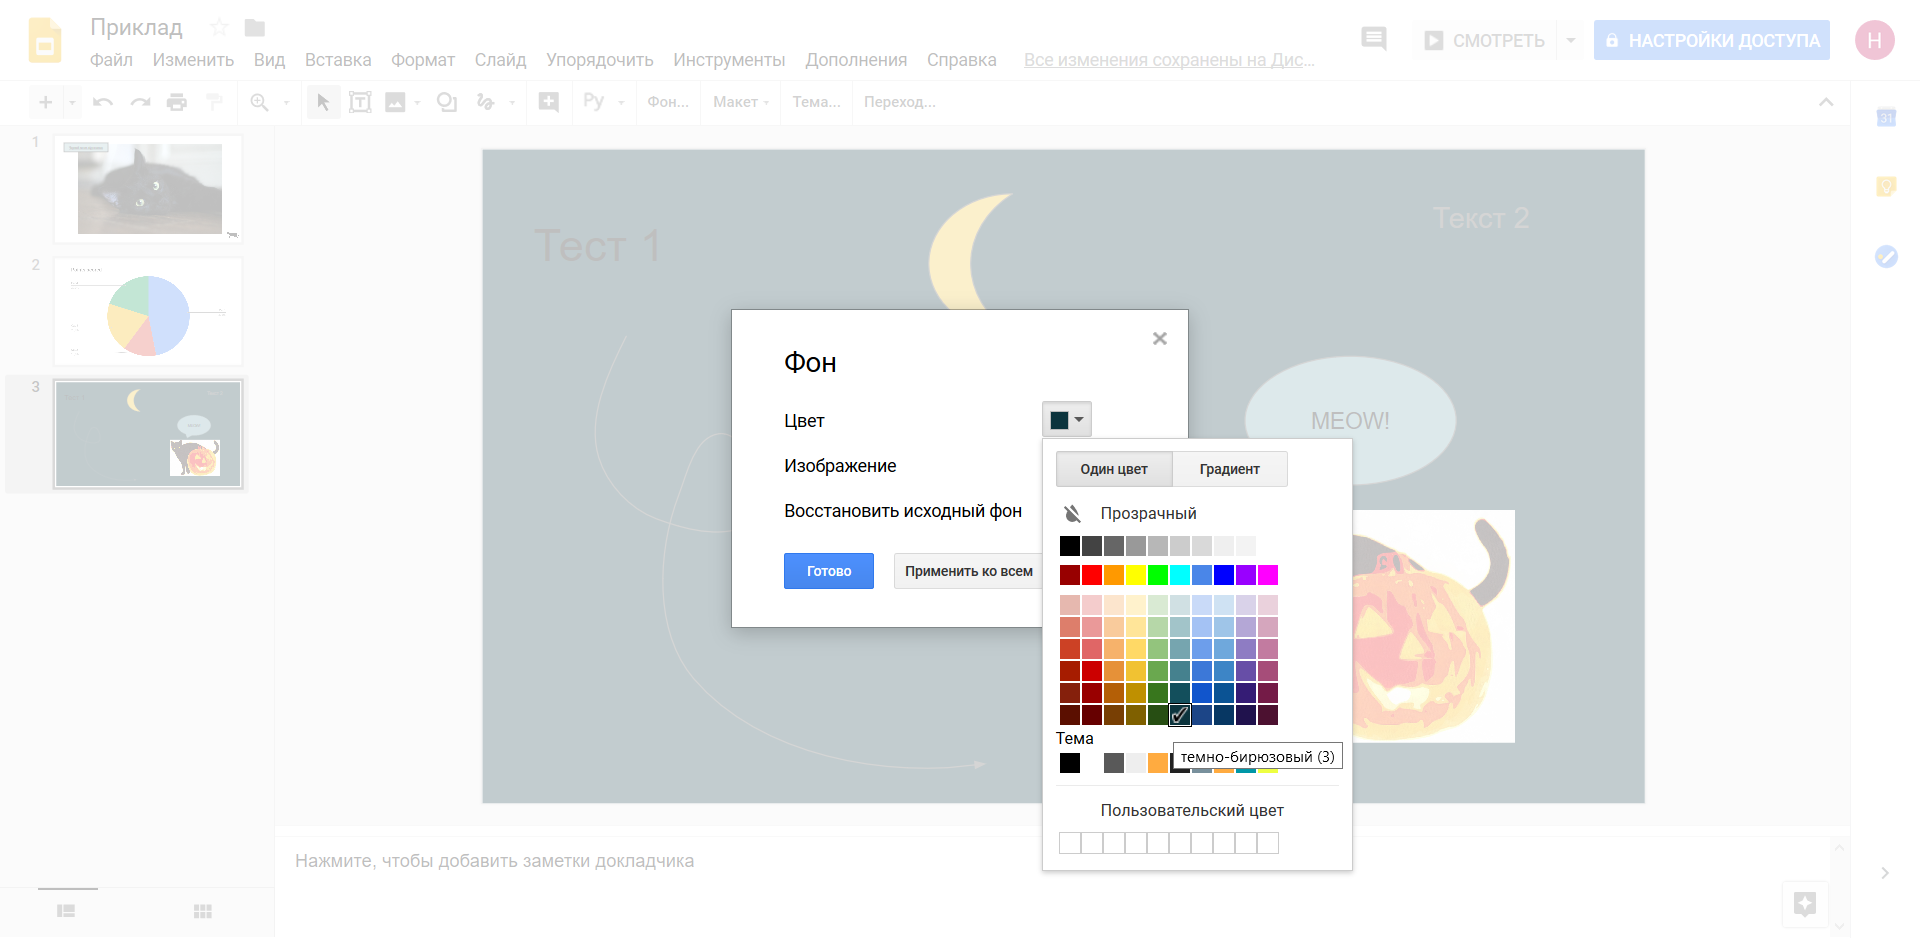 Приклад
Файл Изменить Вид Вставка Формат Слайд Упорядочить Инструменты Дополнения Справка Все изменения сохранены на Дис...
СМОТРЕТЬ
НАСТРОЙКИ ДОСТУПА
Н
Ру Фон... Макет Тема... Переход...
31
1
2
3
Тест 1
Текст 2
MEOW!
Фон
Цвет
Изображение
Восстановить исходный фон
Готово
Применить ко всем
Один цвет Градиент
Прозрачный
Тема
темно-бирюзовый (3)
Пользовательский цвет
Нажмите, чтобы добавить заметки докладчика